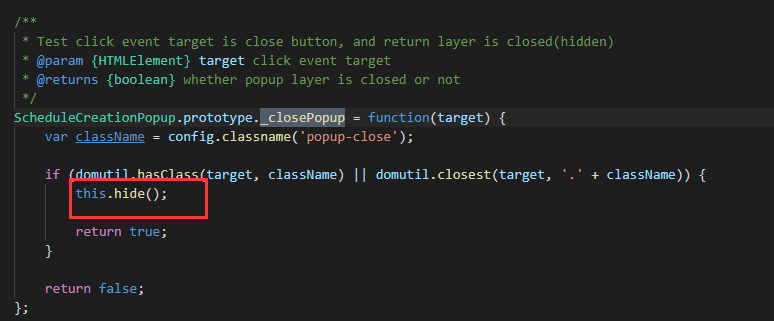 /**
 * Test click event target is close button, and return layer is closed(hidden)
 * @param {HTMLElement} target click event target
 * @returns {boolean} whether popup layer is closed or not
 */
ScheduleCreationPopup.prototype._closePopup = function(target) {
    var className = config.classname('popup-close');

    if (domutil.hasClass(target, className) || domutil.closest(target, '.' + className)) {
        this.hide();

        return true;
    }

    return false;
};